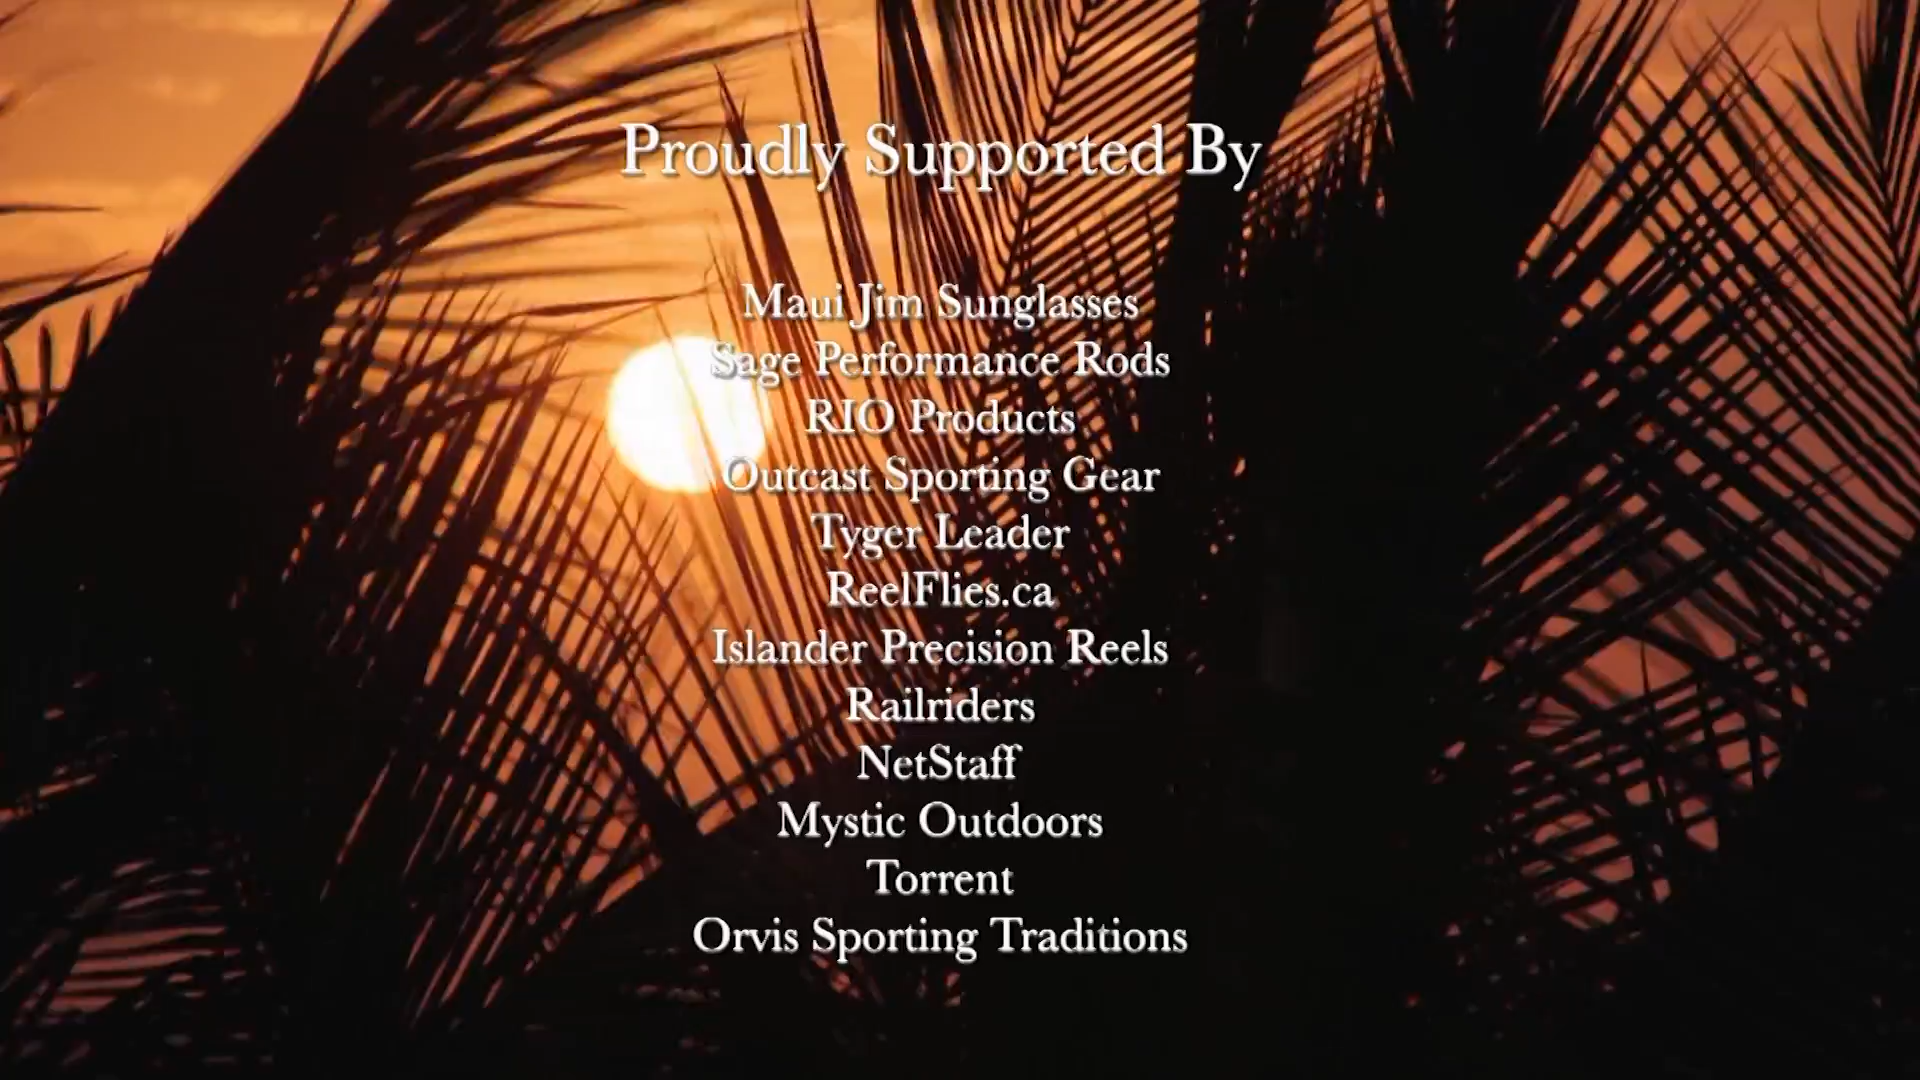 Proudly Supported By
Maui Jim Sunglasses
Sage Performance Rods
RIO Products
Outcast Sporting Gear
Tyger Leader
ReelFlies.ca
Islander Precision Reels
Railriders
NetStaff
Mystic Outdoors
Torrent
Orvis Sporting Traditions